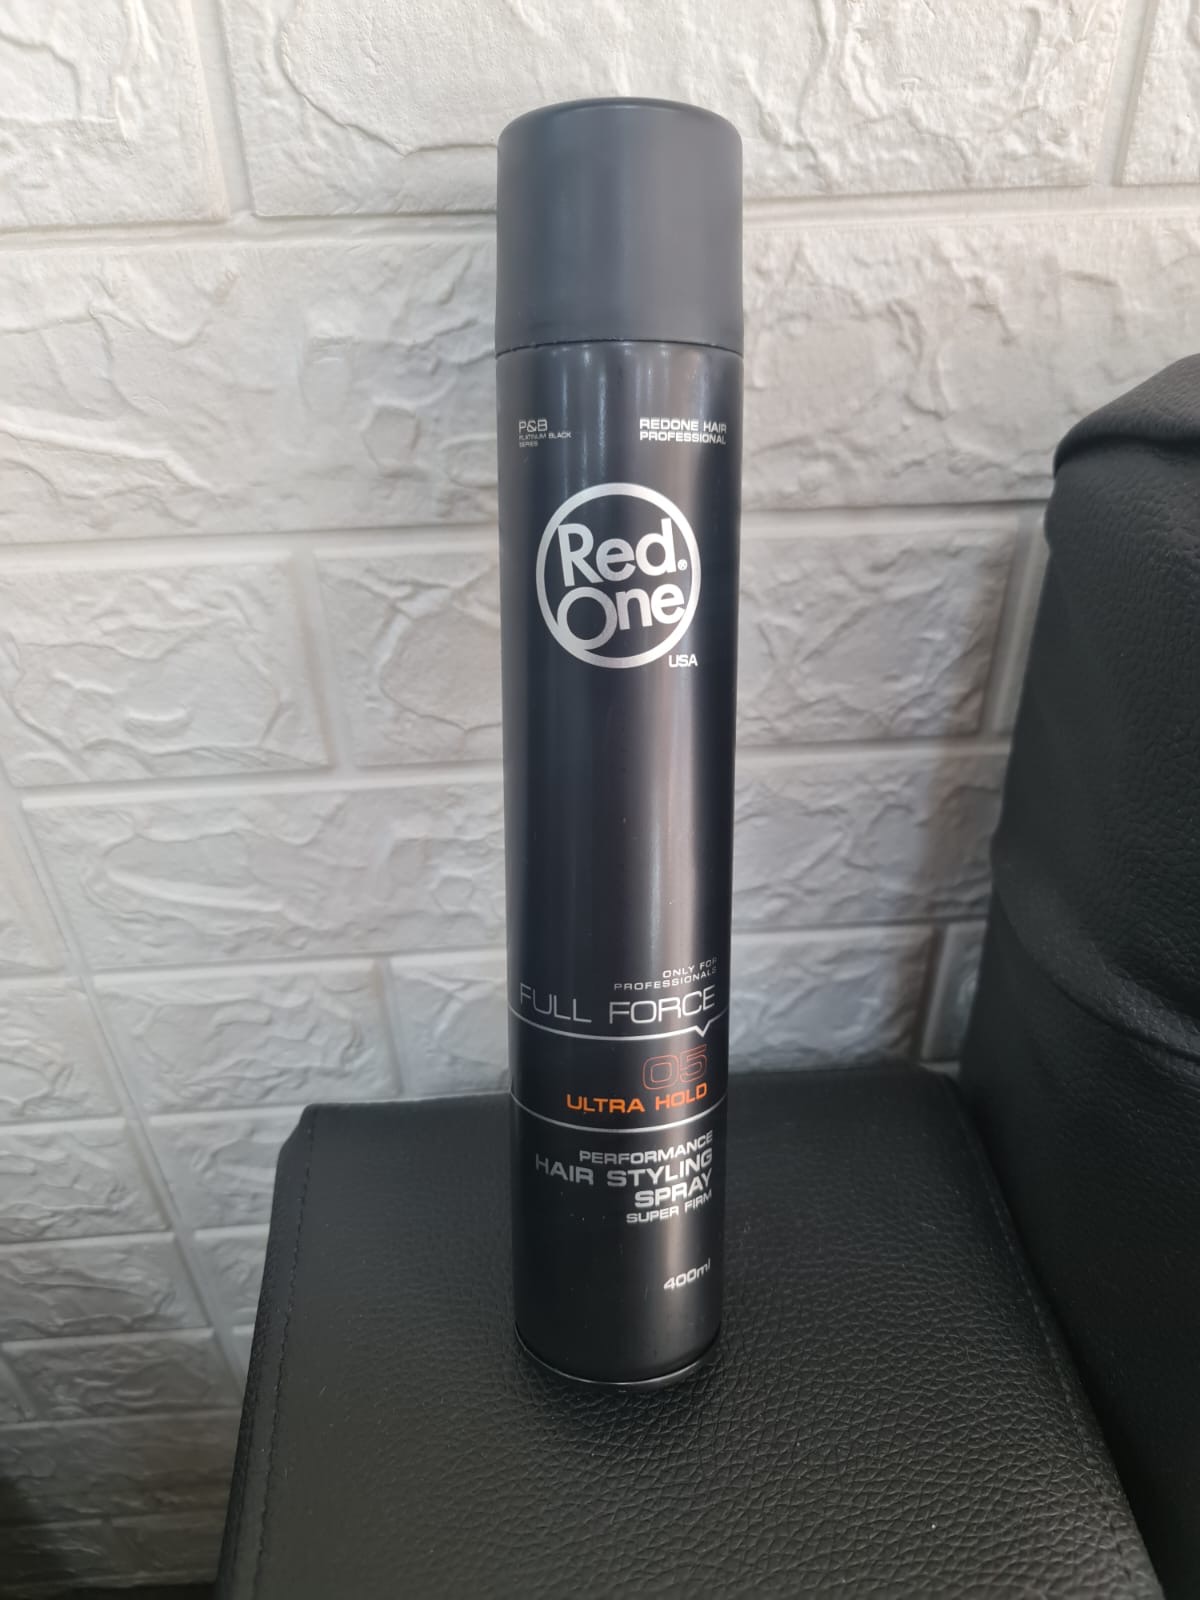 P&B
PLATINUM BLACK
SERIES
REDONE HAIR
PROFESSIONAL
Red.®
One
USA
ONLY FOR
PROFESSIONALS
FULL FORCE
05
ULTRA HOLD
PERFORMANCE
HAIR STYLING
SPRAY
SUPER FIRM
400ml